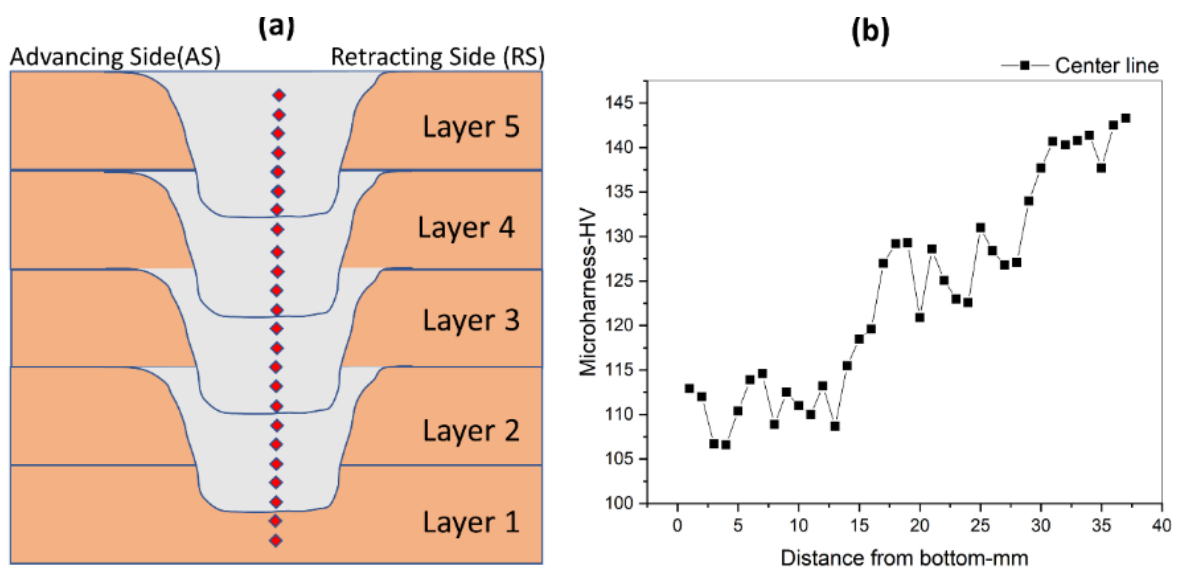 (a)
Advancing Side(AS)
Retracting Side (RS)
Layer 5
Layer 4
Layer 3
Layer 2
Layer 1
(b)
Center line
Microharness-HV
145
140
135
130
125
120
115
110
105
100
0 5 10 15 20 25 30 35 40
Distance from bottom-mm